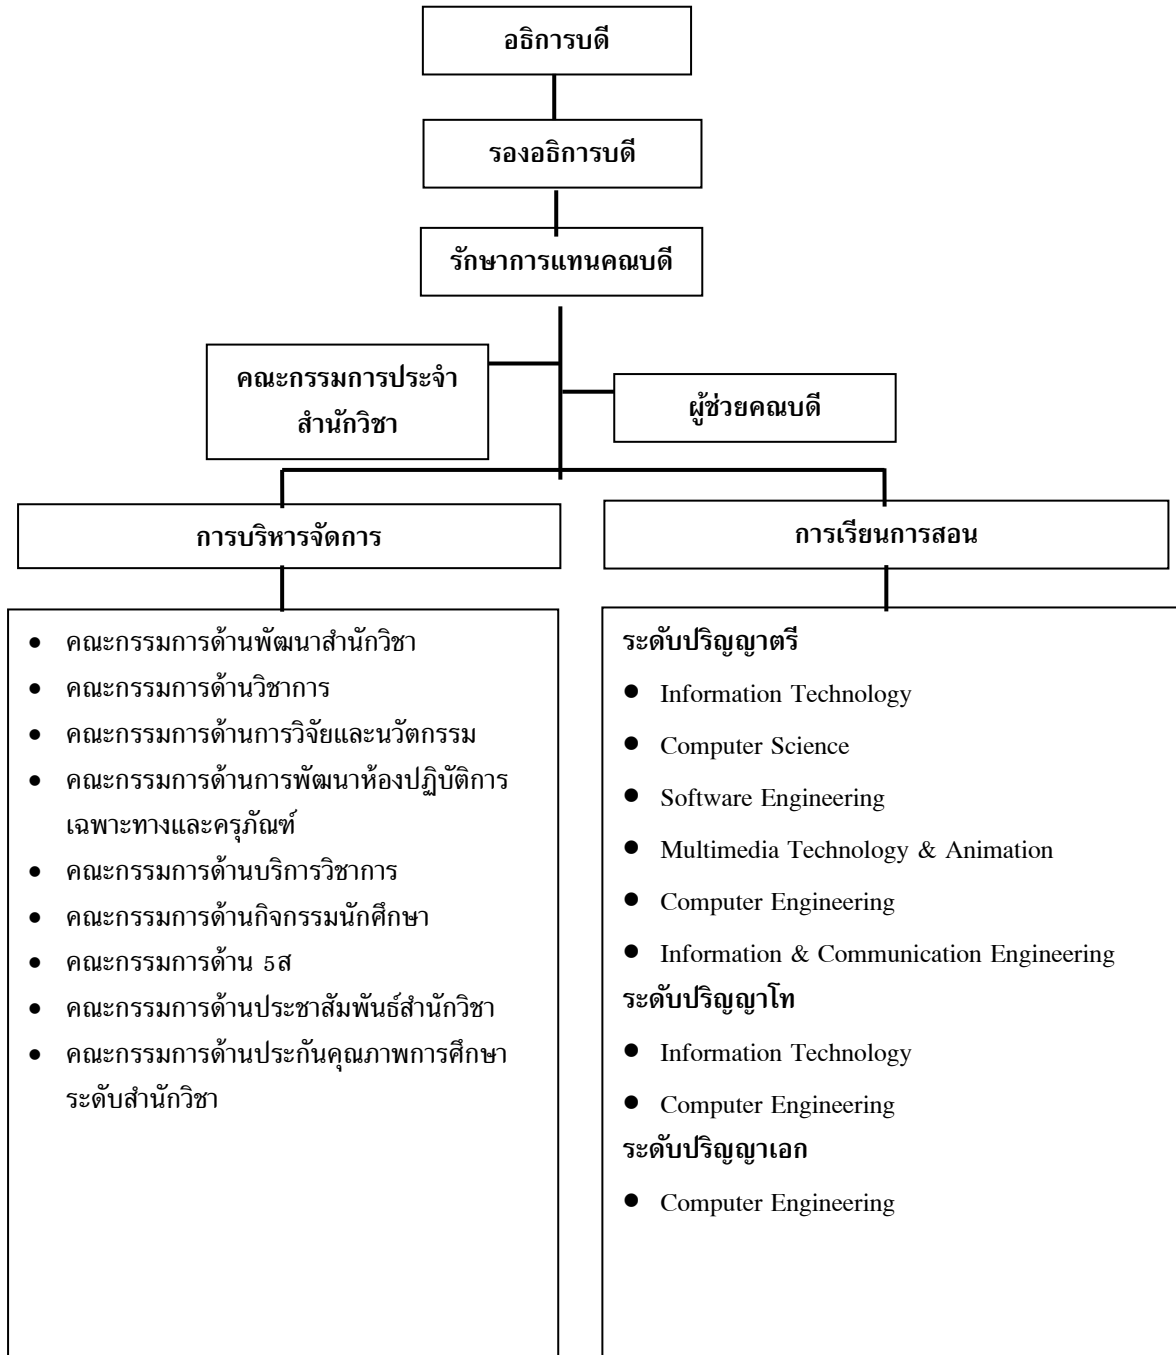 อธิการบดี
รองอธิการบดี
รักษาการแทนคณบดี
คณะกรรมการประจำ
สำนักวิชา
ผู้ช่วยคณบดี
การบริหารจัดการ
• คณะกรรมการด้านพัฒนาสำนักวิชา
• คณะกรรมการด้านวิชาการ
• คณะกรรมการด้านการวิจัยและนวัตกรรม
• คณะกรรมการด้านการพัฒนาห้องปฏิบัติการ
เฉพาะทางและครุภัณฑ์
• คณะกรรมการด้านบริการวิชาการ
• คณะกรรมการด้านกิจกรรมนักศึกษา
• คณะกรรมการด้าน 5ส
• คณะกรรมการด้านประชาสัมพันธ์สำนักวิชา
• คณะกรรมการด้านประกันคุณภาพการศึกษา
ระดับสำนักวิชา
การเรียนการสอน
ระดับปริญญาตรี
• Information Technology
• Computer Science
• Software Engineering
• Multimedia Technology & Animation
• Computer Engineering
• Information & Communication Engineering
ระดับปริญญาโท
• Information Technology
• Computer Engineering
ระดับปริญญาเอก
• Computer Engineering